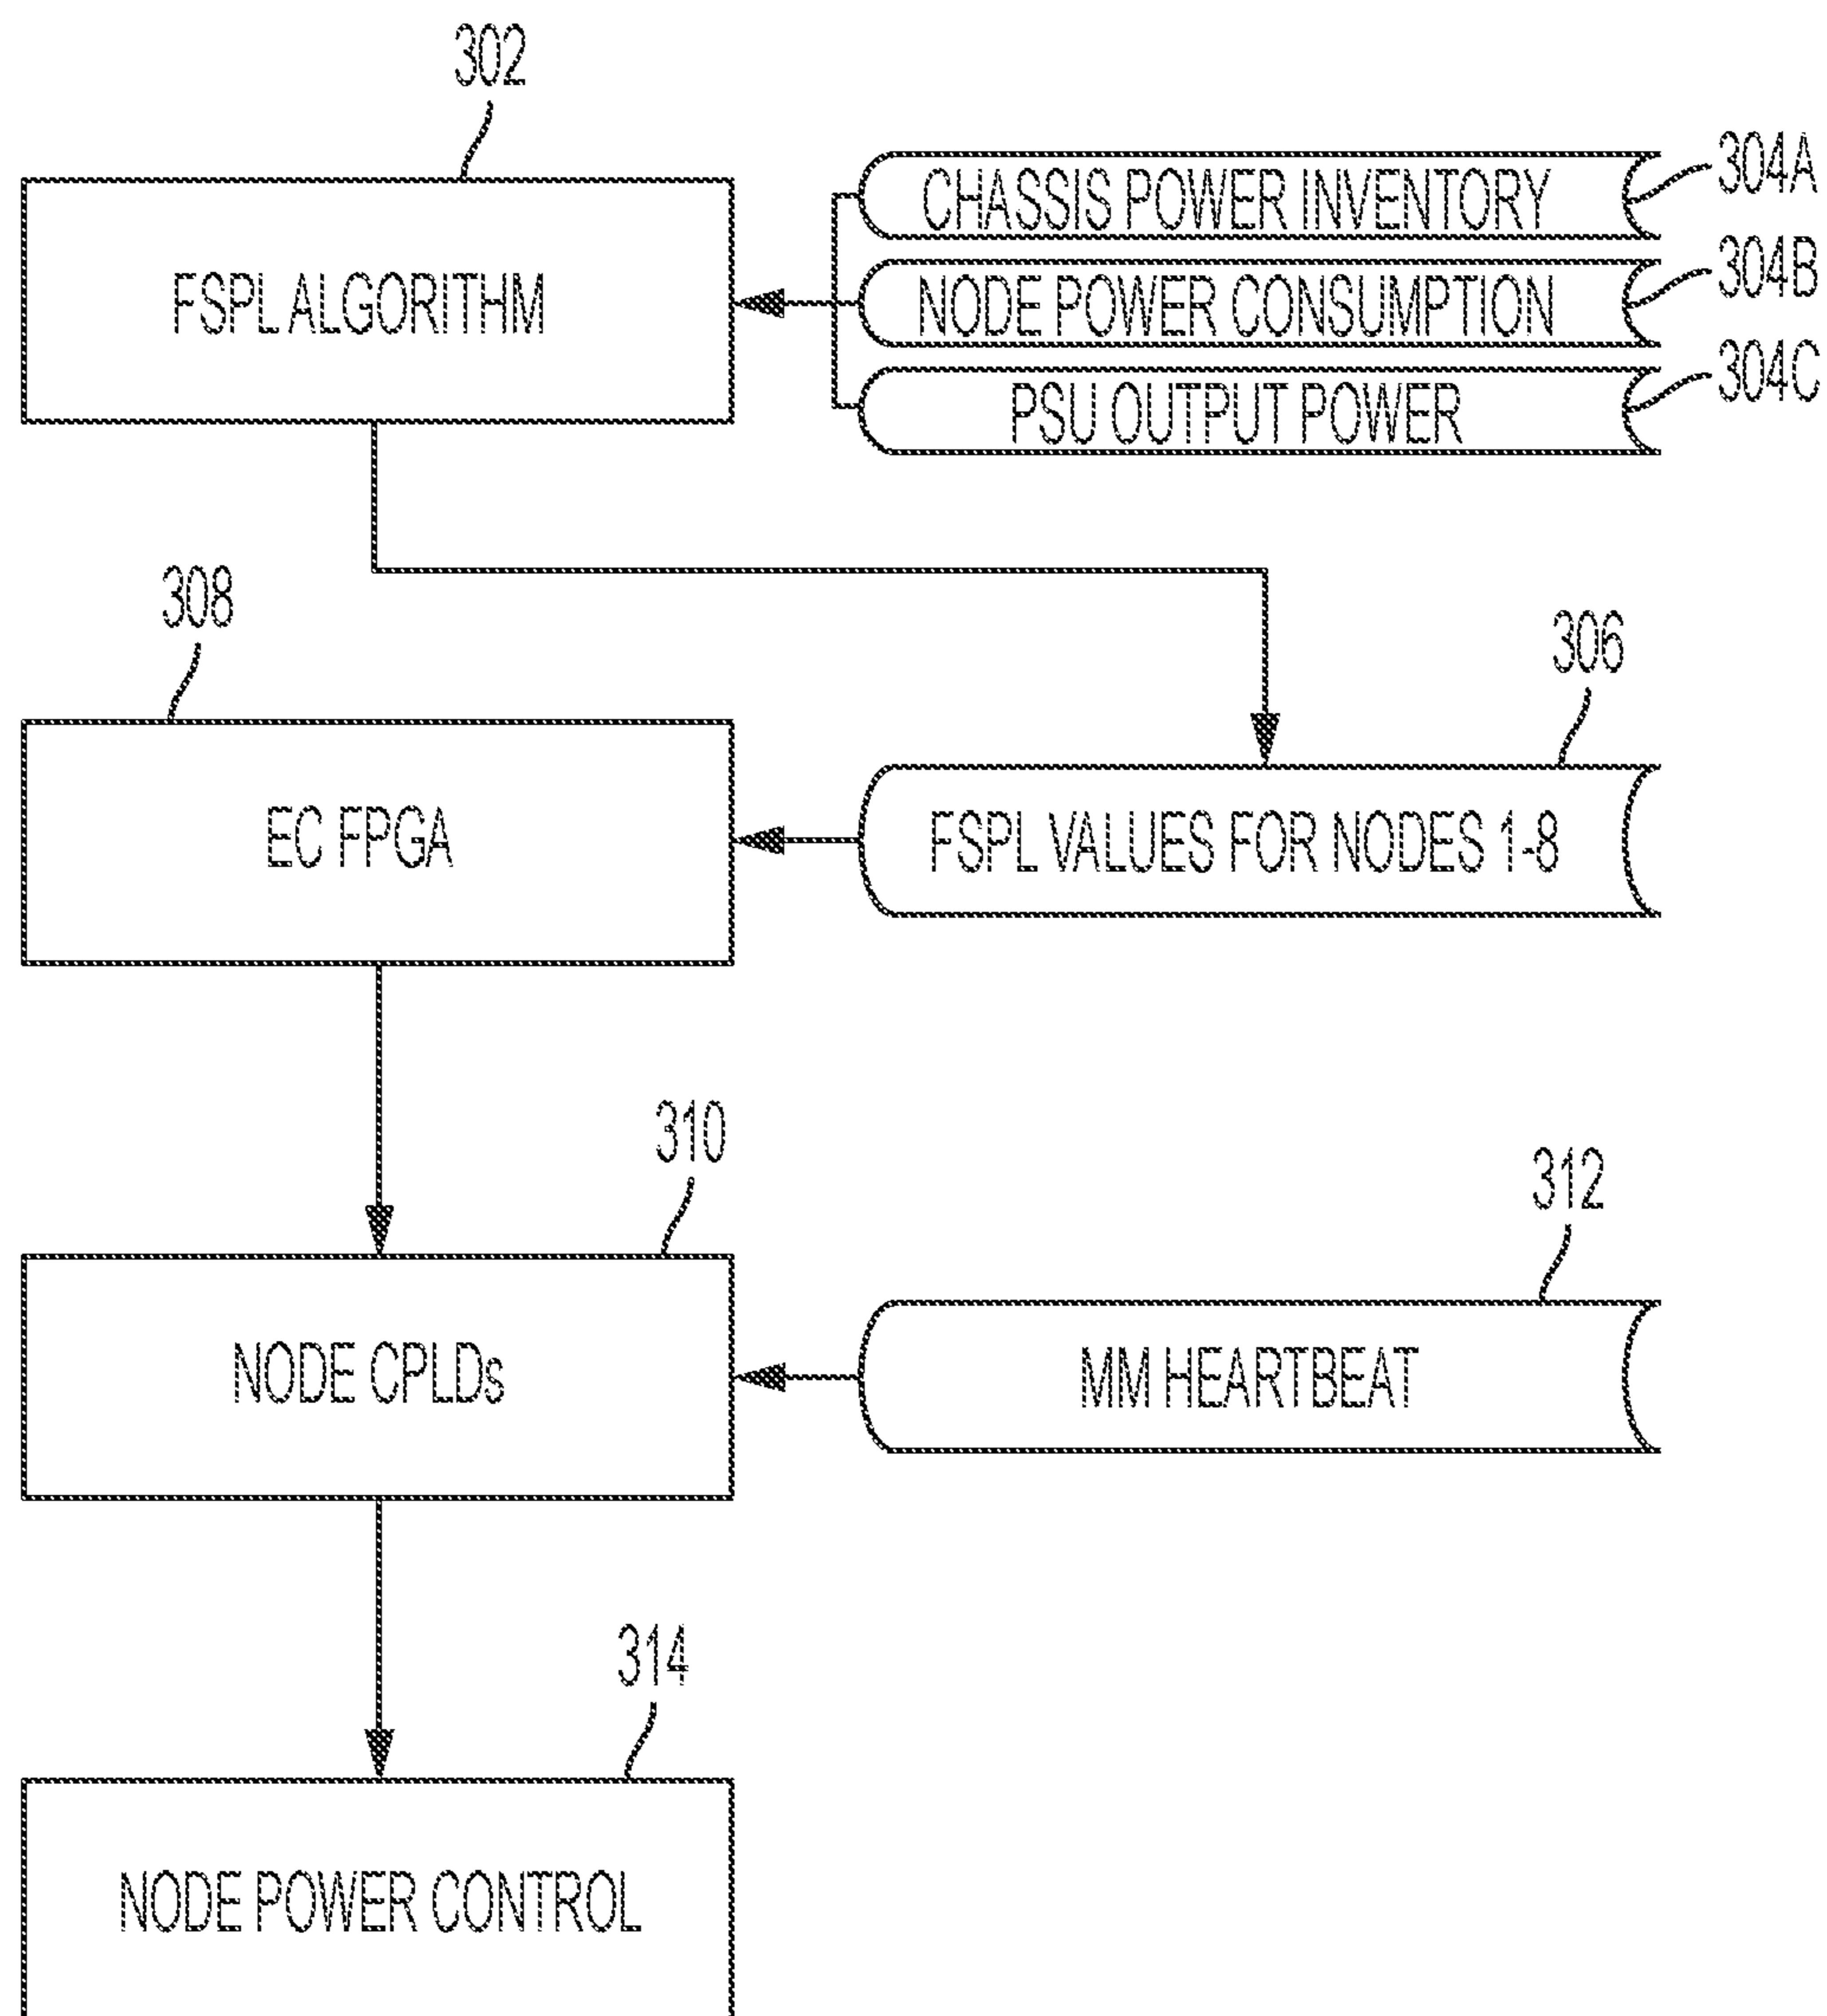 302
CHASSIS POWER INVENTORY
304A
FSPL ALGORITHM
NODE POWER CONSUMPTION
304B
PSU OUTPUT POWER
304C
308
306
EC FPGA
FSPL VALUES FOR NODES 1-8
310
312
NODE CPLDs
MM HEARTBEAT
314
NODE POWER CONTROL